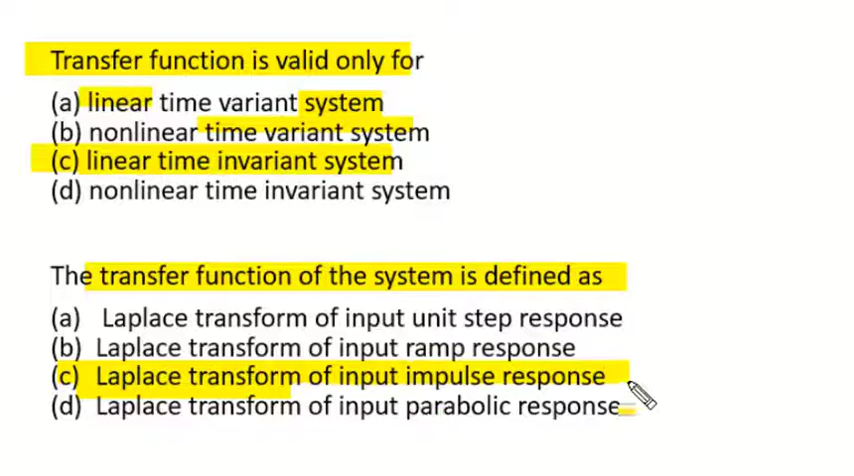 Transfer function is valid only for
(a) linear time variant system
(b) nonlinear time variant system
(c) linear time invariant system
(d) nonlinear time invariant system
The transfer function of the system is defined as
(a) Laplace transform of input unit step response
(b) Laplace transform of input ramp response
(c) Laplace transform of input impulse response
(d) Laplace transform of input parabolic response